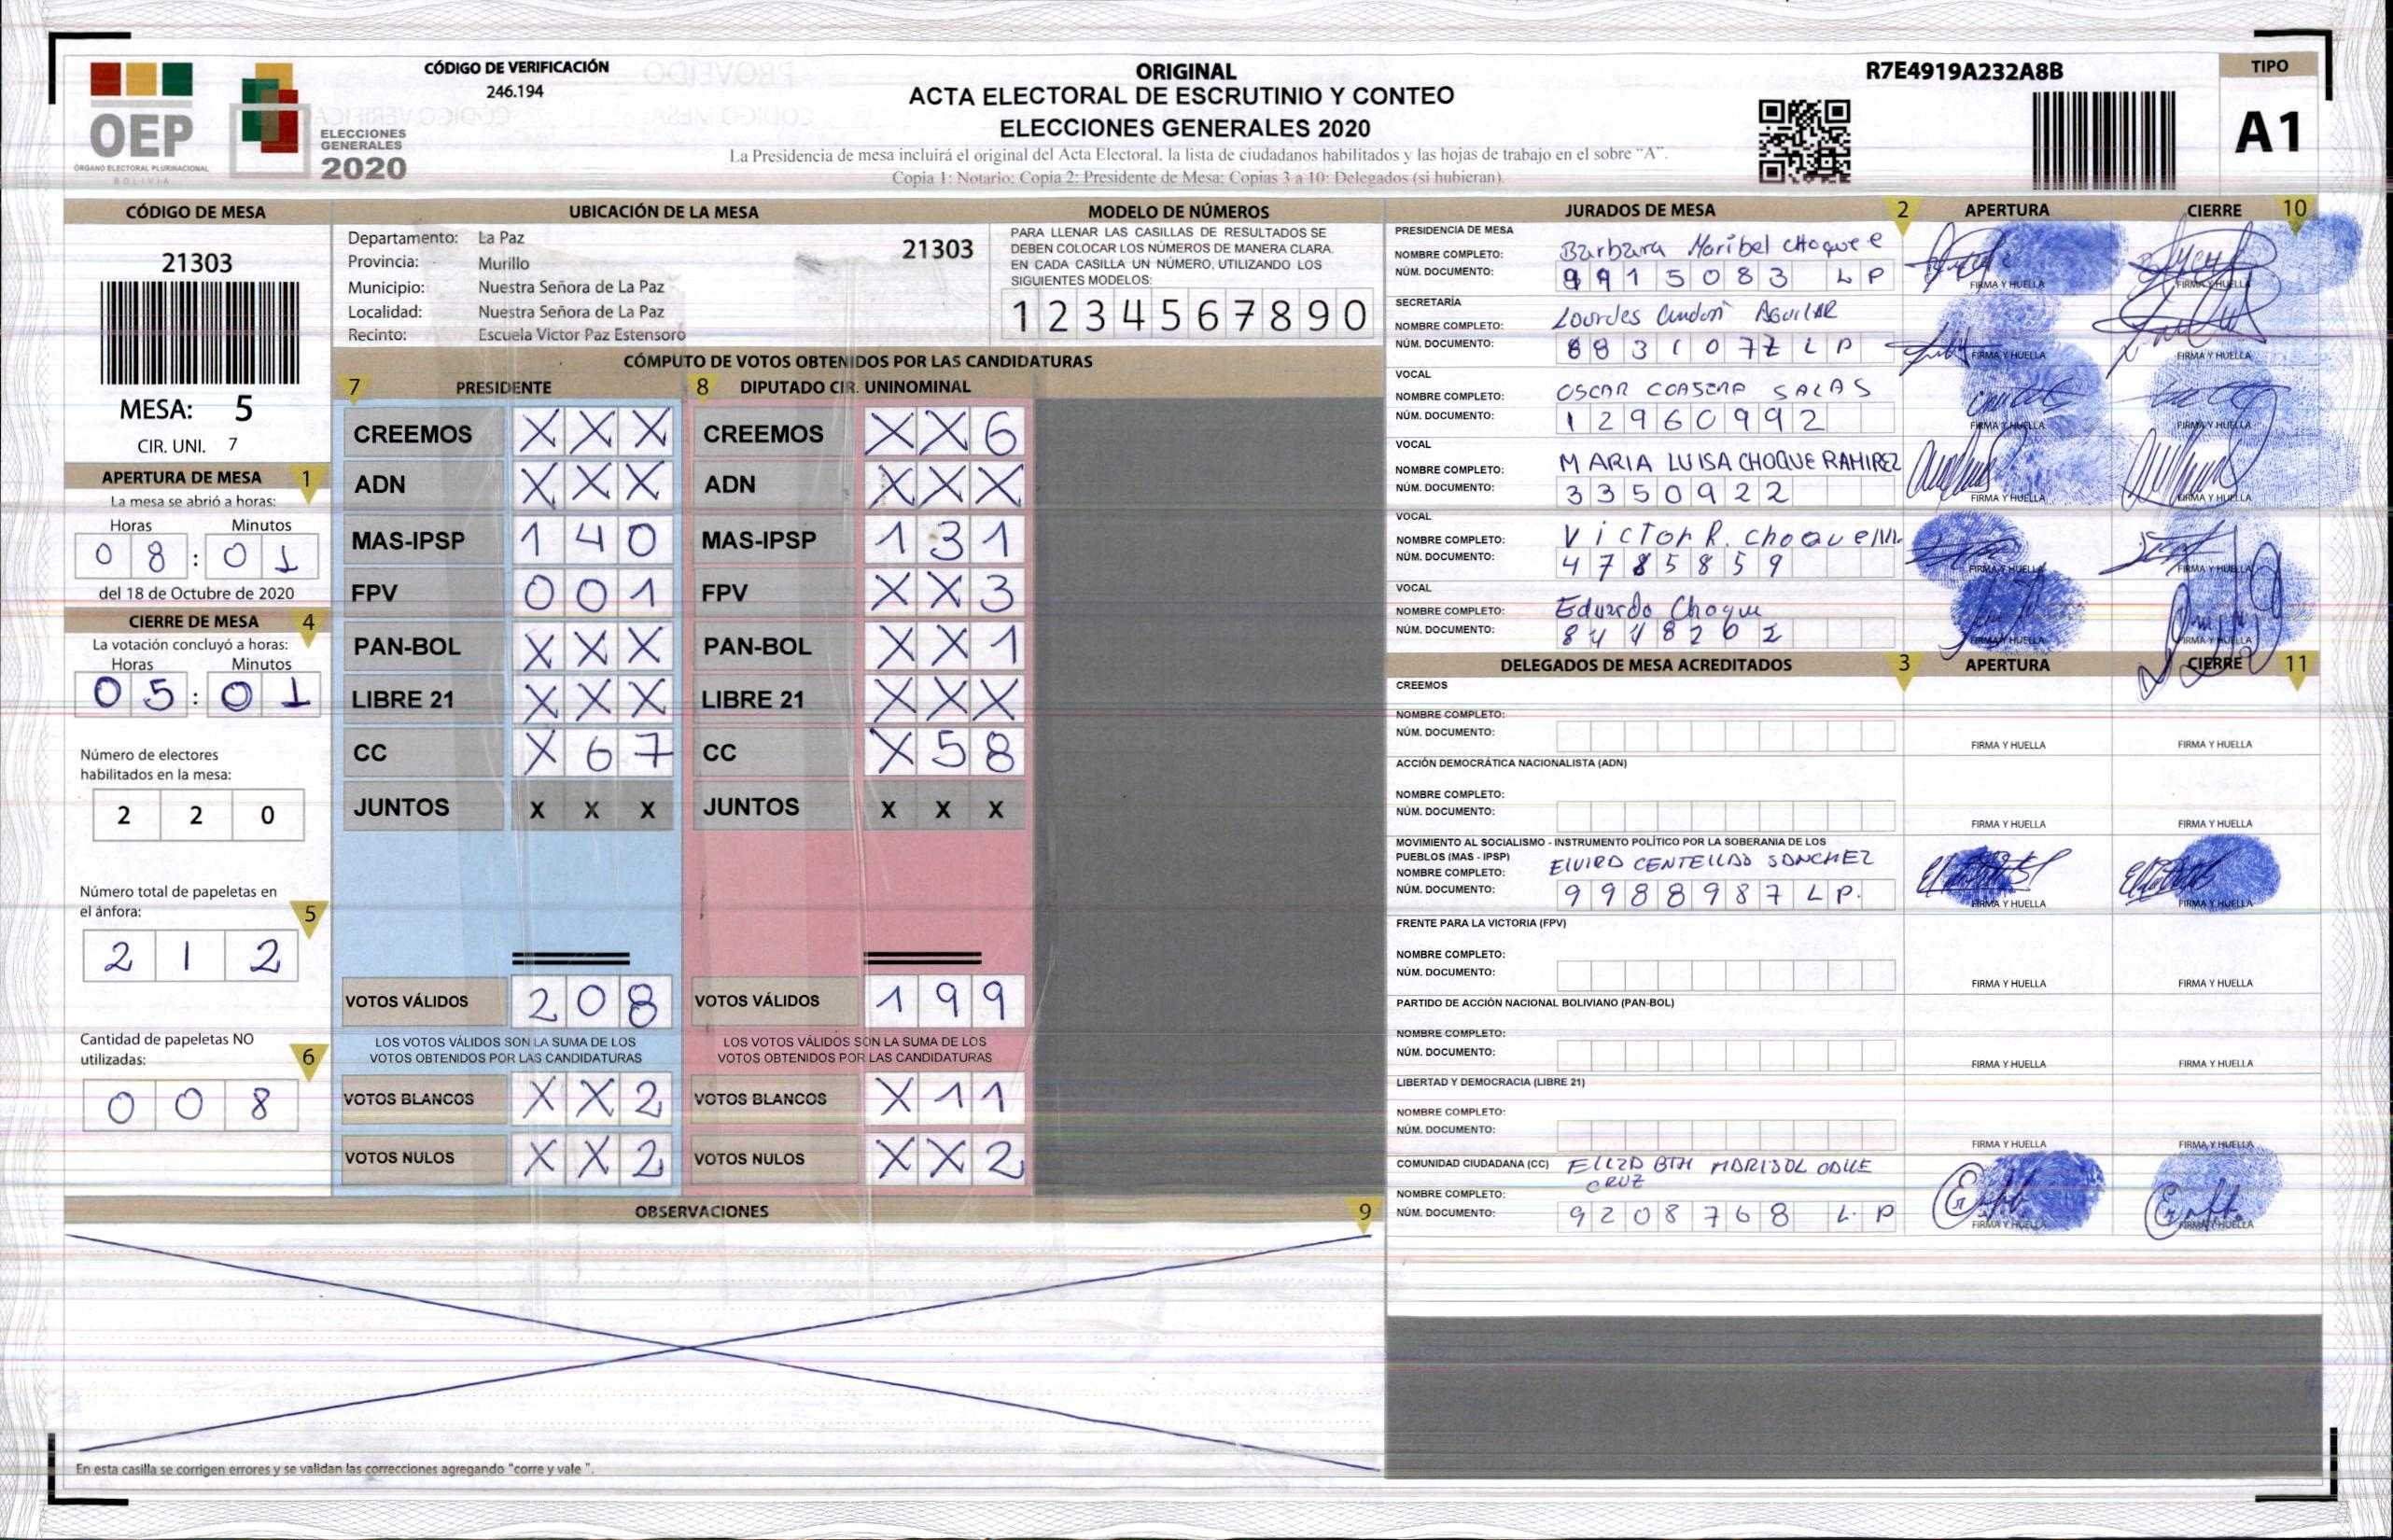 CÓDIGO DE VERIFICACIÓN
246.194
OEP
ÓRGANO ELECTORAL PLURINACIONAL
BOLIVIA
ELECCIONES
GENERALES
2020
ORIGINAL
ACTA ELECTORAL DE ESCRUTINIO Y CONTEO
ELECCIONES GENERALES 2020
La Presidencia de mesa incluirá el original del Acta Electoral, la lista de ciudadanos habilitados y las hojas de trabajo en el sobre "A".
Copia 1: Notario; Copia 2: Presidente de Mesa; Copias 3 a 10: Delegados (si hubieran).
R7E4919A232A8B
TIPO
A1
CÓDIGO DE MESA
21303
MESA: 5
CIR. UNI. 7
APERTURA DE MESA 1
La mesa se abrió a horas:
Horas Minutos
0 8 : 0 1
del 18 de Octubre de 2020
CIERRE DE MESA 4
La votación concluyó a horas:
Horas Minutos
0 5 : 0 1
Número de electores
habilitados en la mesa:
2 2 0
Número total de papeletas en
el ánfora: 5
2 1 2
Cantidad de papeletas NO
utilizadas: 6
0 0 8
UBICACIÓN DE LA MESA
Departamento: La Paz
Provincia: Murillo
Municipio: Nuestra Señora de La Paz
Localidad: Nuestra Señora de La Paz
Recinto: Escuela Victor Paz Estensoro
21303
MODELO DE NÚMEROS
PARA LLENAR LAS CASILLAS DE RESULTADOS SE
DEBEN COLOCAR LOS NÚMEROS DE MANERA CLARA.
EN CADA CASILLA UN NÚMERO, UTILIZANDO LOS
SIGUIENTES MODELOS:
1 2 3 4 5 6 7 8 9 0
CÓMPUTO DE VOTOS OBTENIDOS POR LAS CANDIDATURAS
7 PRESIDENTE 8 DIPUTADO CIR. UNINOMINAL
CREEMOS X X X CREEMOS X X 6
ADN X X X ADN X X X
MAS-IPSP 1 4 0 MAS-IPSP 1 3 1
FPV 0 0 1 FPV X X 3
PAN-BOL X X X PAN-BOL X X 1
LIBRE 21 X X X LIBRE 21 X X X
CC X 6 7 CC X 5 8
JUNTOS X X X JUNTOS X X X
VOTOS VÁLIDOS 2 0 8 VOTOS VÁLIDOS 1 9 9
LOS VOTOS VÁLIDOS SON LA SUMA DE LOS LOS VOTOS VÁLIDOS SON LA SUMA DE LOS
VOTOS OBTENIDOS POR LAS CANDIDATURAS VOTOS OBTENIDOS POR LAS CANDIDATURAS
VOTOS BLANCOS X X 2 VOTOS BLANCOS X 1 1
VOTOS NULOS X X 2 VOTOS NULOS X X 2
OBSERVACIONES 9
En esta casilla se corrigen errores y se validan las correcciones agregando "corre y vale ".
JURADOS DE MESA 2 APERTURA CIERRE 10
PRESIDENCIA DE MESA
NOMBRE COMPLETO: Barbara Maribel choque e
NÚM. DOCUMENTO: 9 9 1 5 0 8 3 L P
FIRMA Y HUELLA FIRMA Y HUELLA
SECRETARÍA
NOMBRE COMPLETO: Lourdes AGUILAR
NÚM. DOCUMENTO: 8 8 3 1 0 7 2 L P
FIRMA Y HUELLA FIRMA Y HUELLA
VOCAL
NOMBRE COMPLETO: OSCAR SALAS
NÚM. DOCUMENTO: 1 2 9 6 0 9 9 2
FIRMA Y HUELLA FIRMA Y HUELLA
VOCAL
NOMBRE COMPLETO: MARIA LUISA CHOQUE RAMIREZ
NÚM. DOCUMENTO: 3 3 5 0 9 2 2
FIRMA Y HUELLA FIRMA Y HUELLA
VOCAL
NOMBRE COMPLETO: Victor R. choque m.
NÚM. DOCUMENTO: 4 7 8 5 8 5 9
FIRMA Y HUELLA FIRMA Y HUELLA
VOCAL
NOMBRE COMPLETO: Eduardo Choque
NÚM. DOCUMENTO:
FIRMA Y HUELLA FIRMA Y HUELLA
DELEGADOS DE MESA ACREDITADOS 3 APERTURA CIERRE 11
CREEMOS
NOMBRE COMPLETO:
NÚM. DOCUMENTO:
FIRMA Y HUELLA FIRMA Y HUELLA
ACCIÓN DEMOCRÁTICA NACIONALISTA (ADN)
NOMBRE COMPLETO:
NÚM. DOCUMENTO:
FIRMA Y HUELLA FIRMA Y HUELLA
MOVIMIENTO AL SOCIALISMO - INSTRUMENTO POLÍTICO POR LA SOBERANIA DE LOS
PUEBLOS (MAS - IPSP)
NOMBRE COMPLETO: ElVIRA CENTELLAS SANCHEZ
NÚM. DOCUMENTO: 9 9 8 8 9 8 7 L P.
FIRMA Y HUELLA FIRMA Y HUELLA
FRENTE PARA LA VICTORIA (FPV)
NOMBRE COMPLETO:
NÚM. DOCUMENTO:
FIRMA Y HUELLA FIRMA Y HUELLA
PARTIDO DE ACCIÓN NACIONAL BOLIVIANO (PAN-BOL)
NOMBRE COMPLETO:
NÚM. DOCUMENTO:
FIRMA Y HUELLA FIRMA Y HUELLA
LIBERTAD Y DEMOCRACIA (LIBRE 21)
NOMBRE COMPLETO:
NÚM. DOCUMENTO:
FIRMA Y HUELLA FIRMA Y HUELLA
COMUNIDAD CIUDADANA (CC) MARISOL
CRUZ
NOMBRE COMPLETO:
NÚM. DOCUMENTO: 9 2 0 8 7 6 8 L. P
FIRMA Y HUELLA FIRMA Y HUELLA